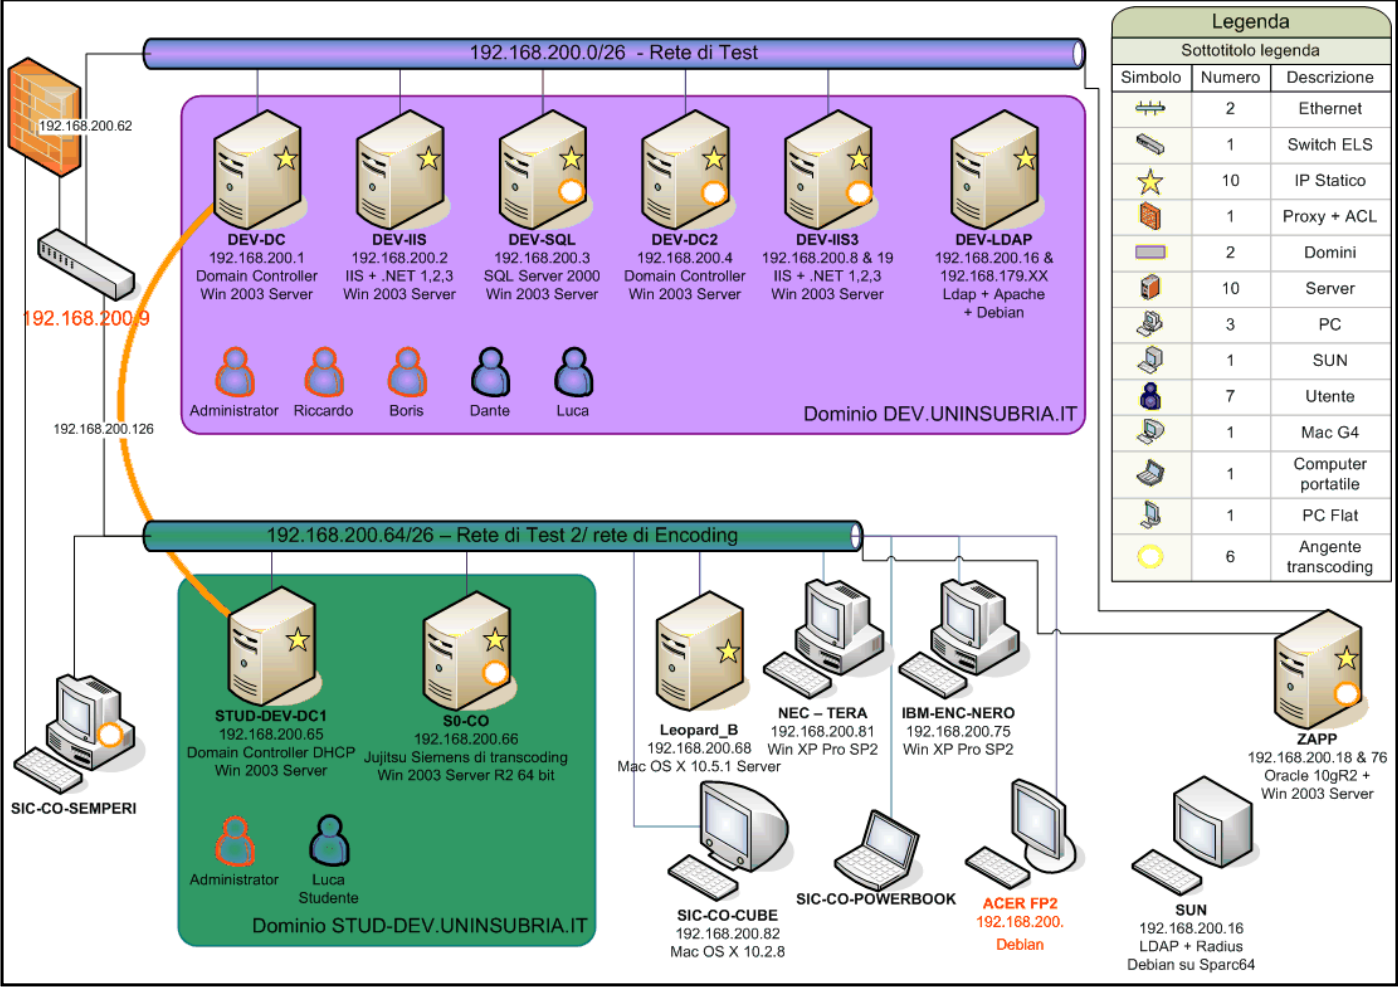 192.168.200.0/26  - Rete di Test
192.168.200.62
DEV-DC
192.168.200.1
Domain Controller
Win 2003 Server
DEV-IIS
192.168.200.2
IIS + .NET 1,2,3
Win 2003 Server
DEV-SQL
192.168.200.3
SQL Server 2000
Win 2003 Server
DEV-DC2
192.168.200.4
Domain Controller
Win 2003 Server
DEV-IIS3
192.168.200.8 & 19
IIS + .NET 1,2,3
Win 2003 Server
DEV-LDAP
192.168.200.16 &
192.168.179.XX
Ldap + Apache
+ Debian
192.168.200.9
Administrator
Riccardo
Boris
Dante
Luca
Dominio DEV.UNINSUBRIA.IT
192.168.200.126
192.168.200.64/26 – Rete di Test 2/ rete di Encoding
STUD-DEV-DC1
192.168.200.65
Domain Controller DHCP
Win 2003 Server
S0-CO
192.168.200.66
Jujitsu Siemens di transcoding
Win 2003 Server R2 64 bit
Administrator
Luca
Studente
Dominio STUD-DEV.UNINSUBRIA.IT
SIC-CO-SEMPERI
Leopard_B
192.168.200.68
Mac OS X 10.5.1 Server
NEC – TERA
192.168.200.81
Win XP Pro SP2
IBM-ENC-NERO
192.168.200.75
Win XP Pro SP2
ZAPP
192.168.200.18 & 76
Oracle 10gR2 +
Win 2003 Server
SIC-CO-CUBE
192.168.200.82
Mac OS X 10.2.8
SIC-CO-POWERBOOK
ACER FP2
192.168.200.
Debian
SUN
192.168.200.16
LDAP + Radius
Debian su Sparc64
Legenda
Sottotitolo legenda
Simbolo Numero Descrizione
2 Ethernet
1 Switch ELS
10 IP Statico
1 Proxy + ACL
2 Domini
10 Server
3 PC
1 SUN
7 Utente
1 Mac G4
1 Computer
portatile
1 PC Flat
6 Angente
transcoding